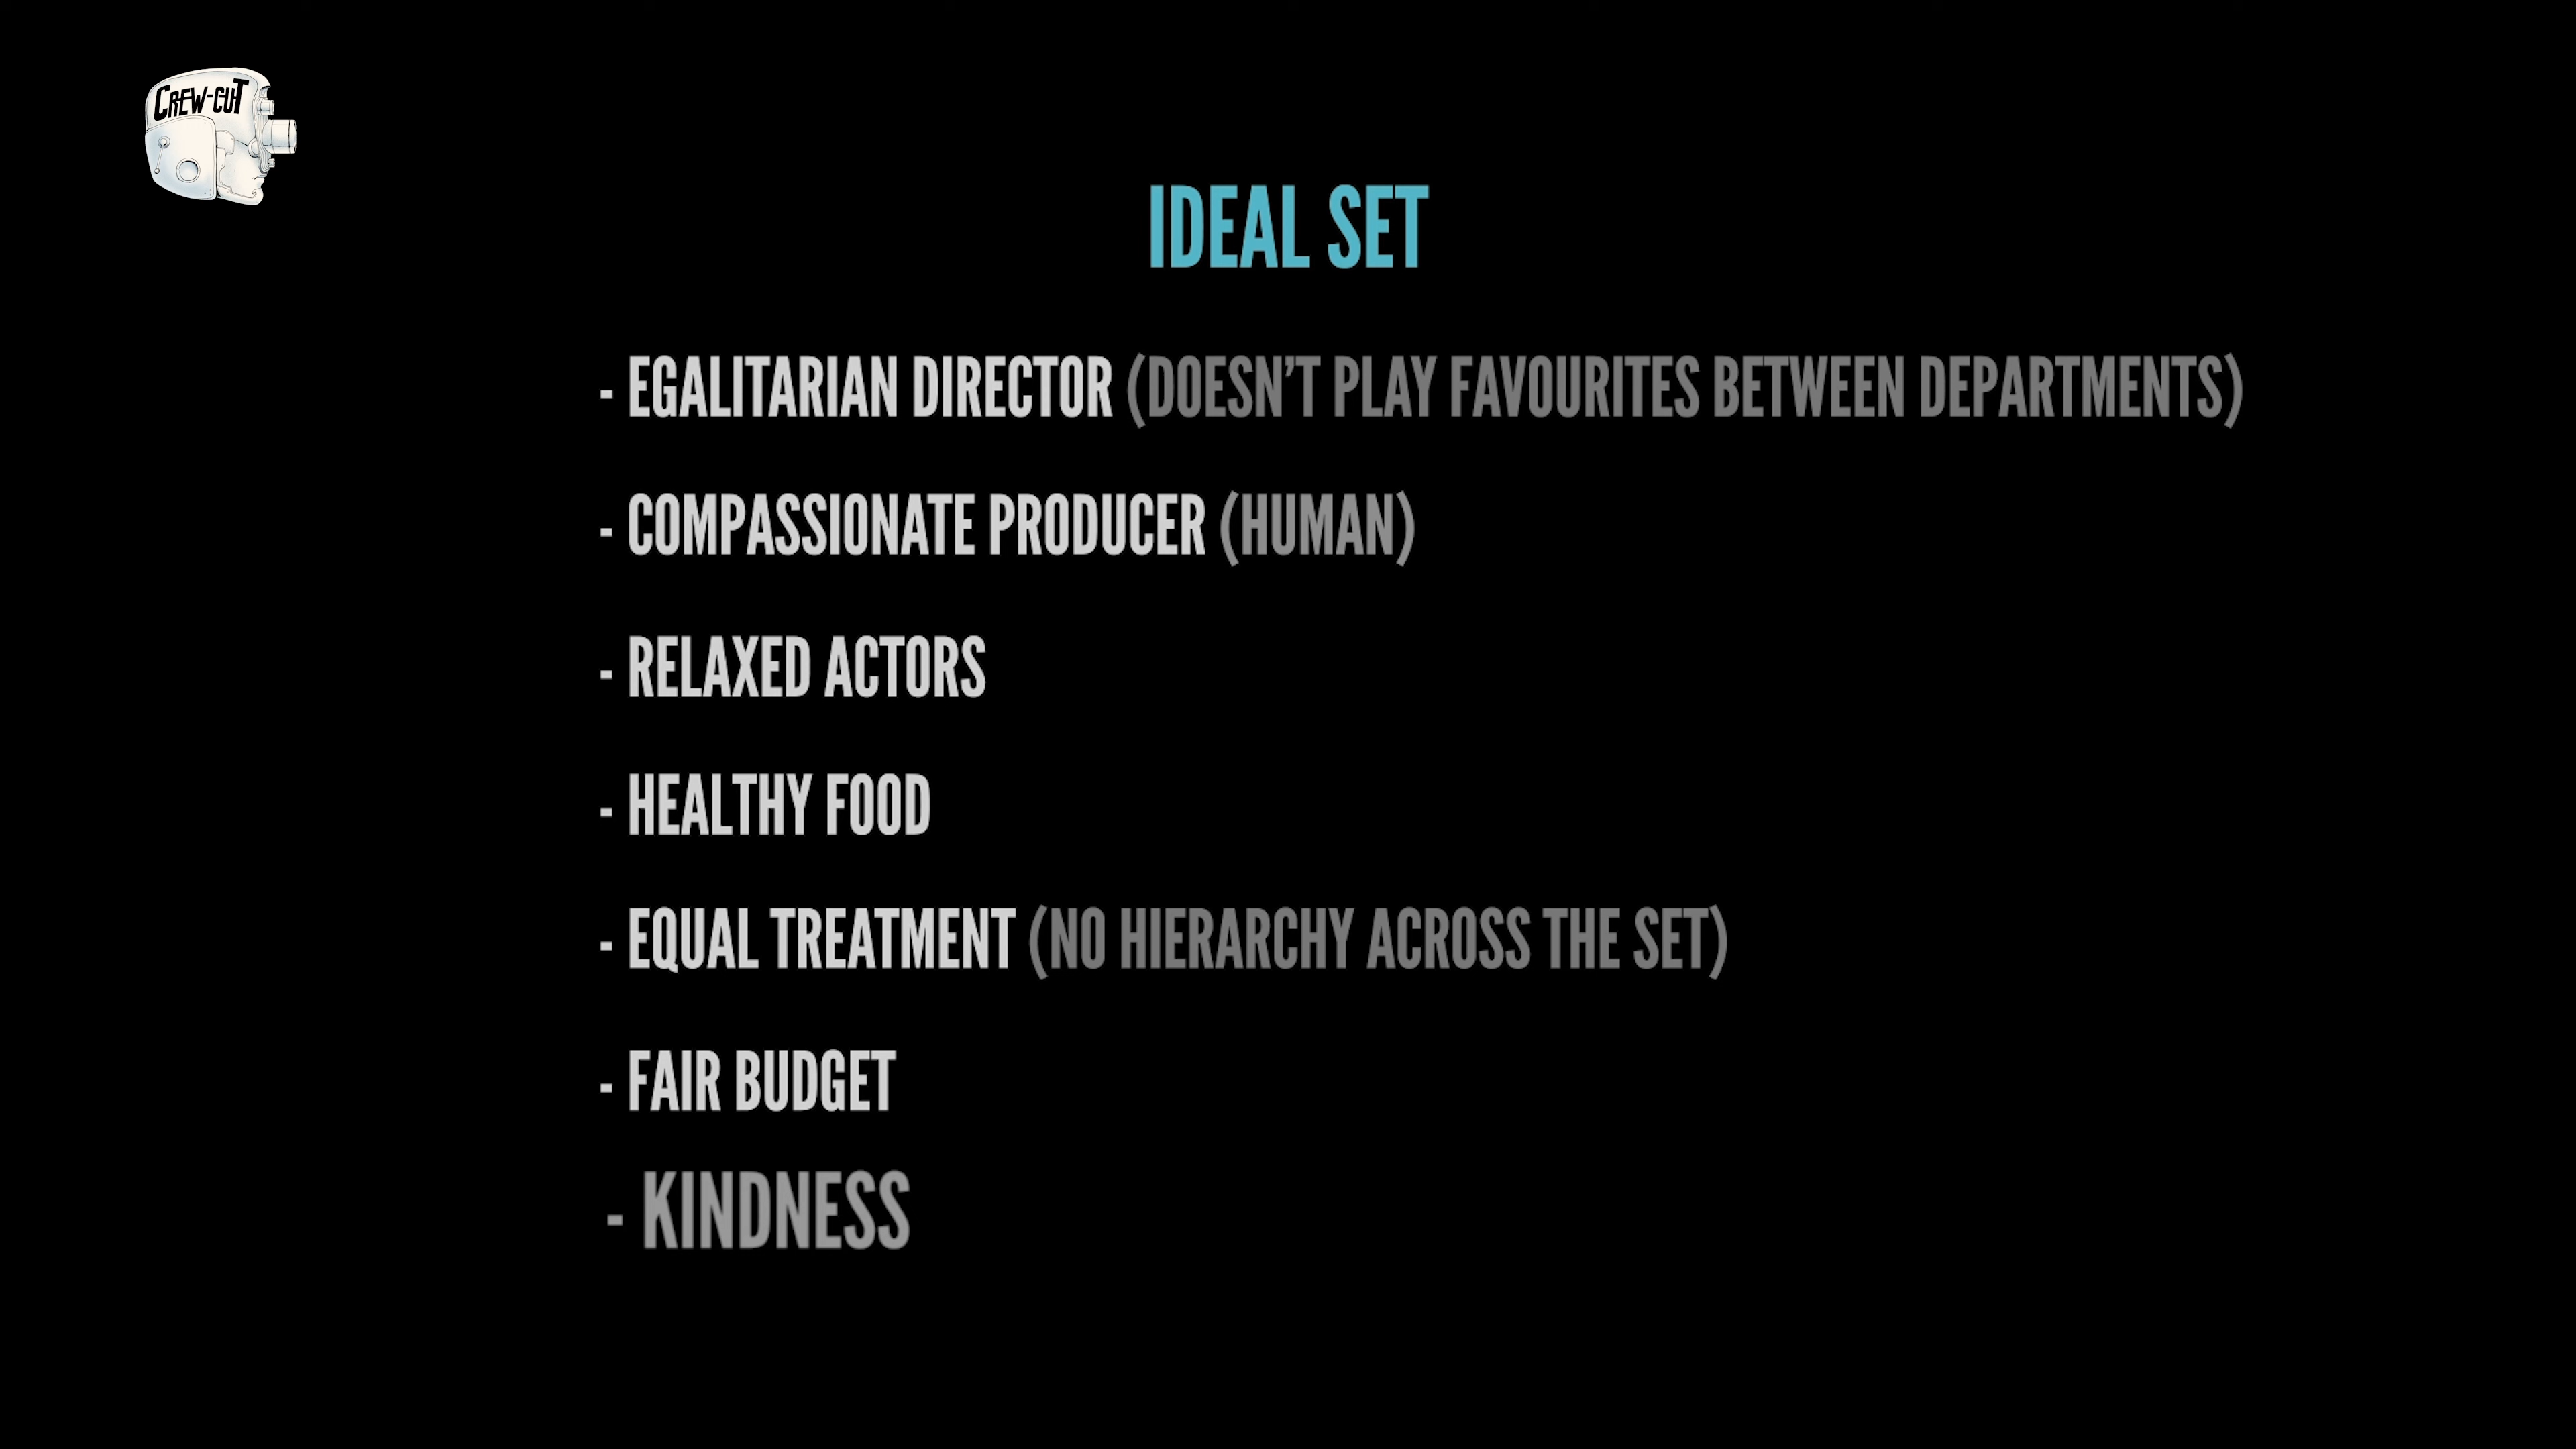 CREW-CUT
IDEAL SET
- EGALITARIAN DIRECTOR (DOESN'T PLAY FAVOURITES BETWEEN DEPARTMENTS)
- COMPASSIONATE PRODUCER (HUMAN)
- RELAXED ACTORS
- HEALTHY FOOD
- EQUAL TREATMENT (NO HIERARCHY ACROSS THE SET)
- FAIR BUDGET
- KINDNESS